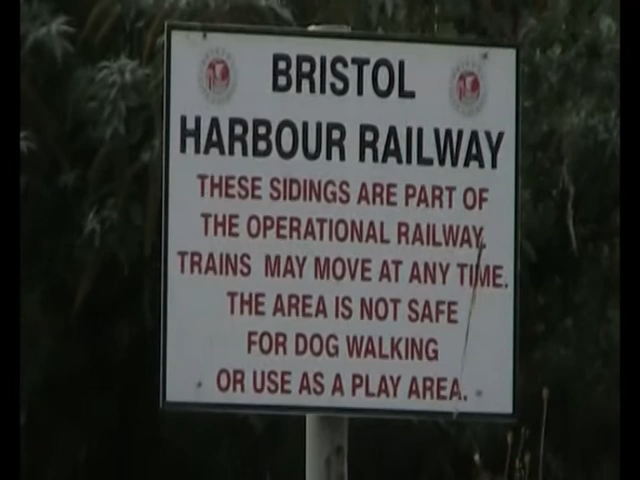 BRISTOL
HARBOUR RAILWAY
THESE SIDINGS ARE PART OF
THE OPERATIONAL RAILWAY,
TRAINS MAY MOVE AT ANY TIME.
THE AREA IS NOT SAFE
FOR DOG WALKING
OR USE AS A PLAY AREA.